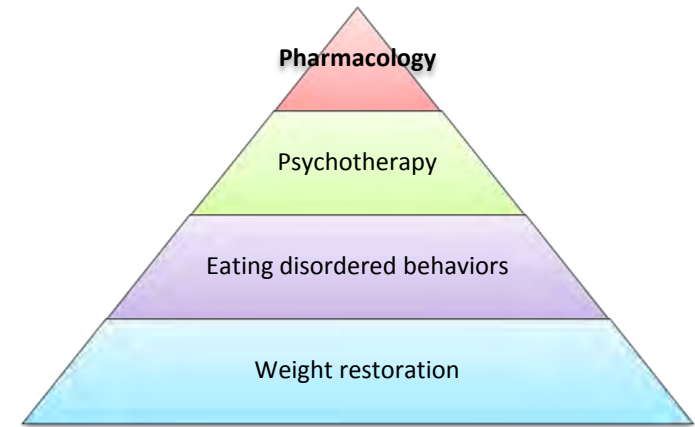 Pharmacology
Psychotherapy
Eating disordered behaviors
Weight restoration